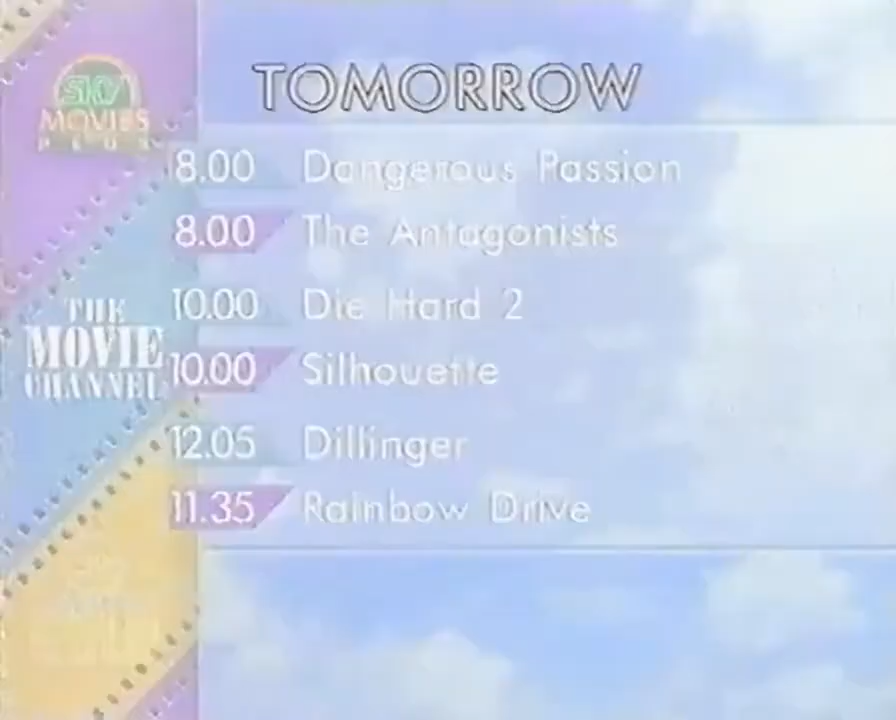 TOMORROW
SKY
MOVIES
PLUS
8.00 Dangerous Passion
8.00 The Antagonists
THE
MOVIE
CHANNEL
10.00 Die Hard 2
10.00 Silhouette
12.05 Dillinger
11.35 Rainbow Drive